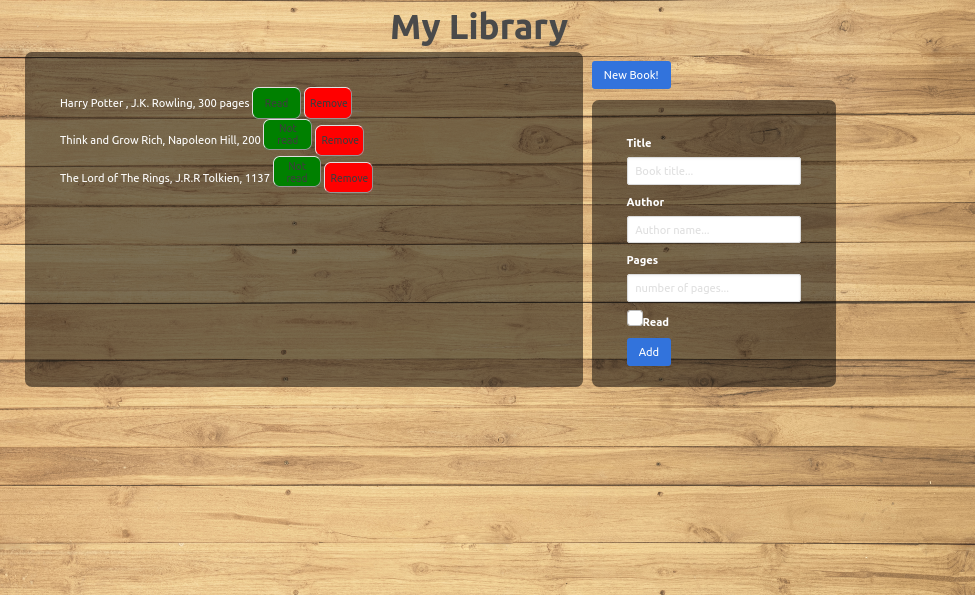 My Library
New Book!
Harry Potter , J.K. Rowling, 300 pages Read Remove
Think and Grow Rich, Napoleon Hill, 200 Not read Remove
The Lord of The Rings, J.R.R Tolkien, 1137 Not read Remove
Title
Book title...
Author
Author name...
Pages
number of pages...
Read
Add